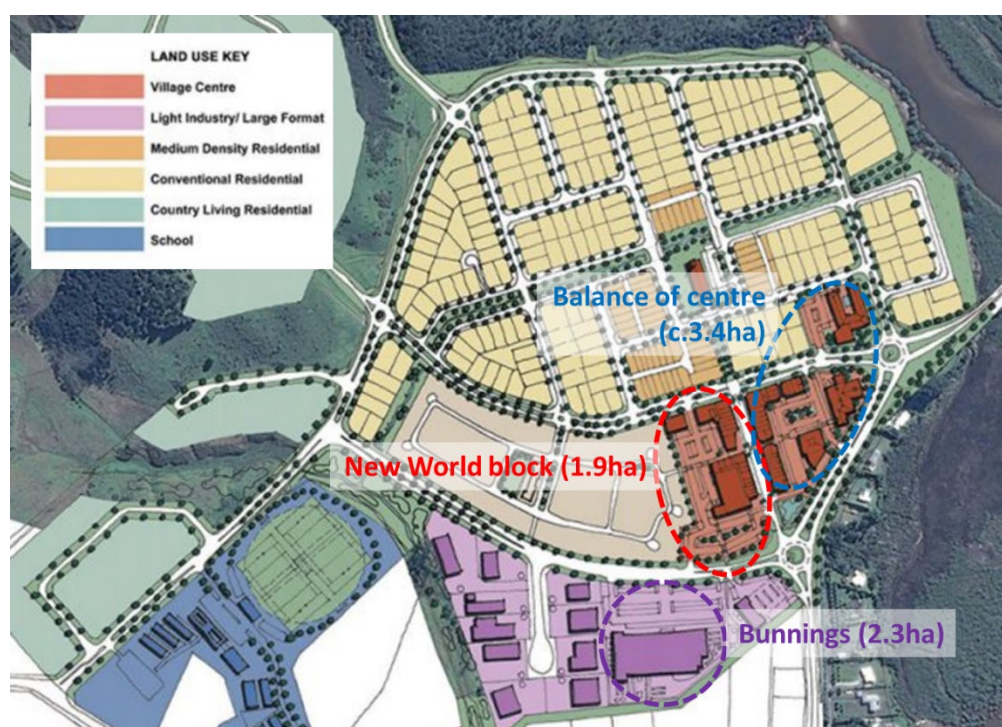 LAND USE KEY
Village Centre
Light Industry/ Large Format
Medium Density Residential
Conventional Residential
Country Living Residential
School
Balance of centre
(c.3.4ha)
New World block (1.9ha)
Bunnings (2.3ha)